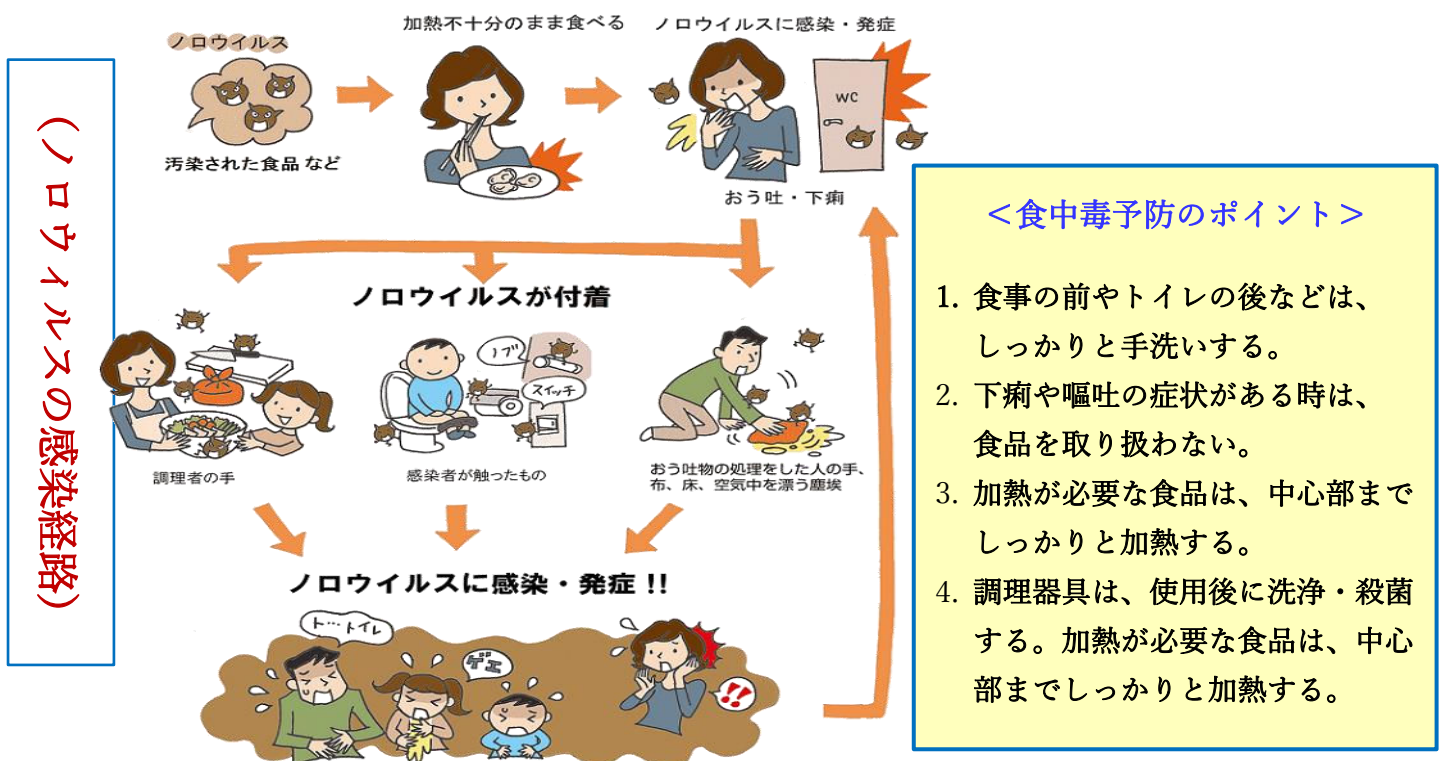 (ノロウィルスの感染経路)
ノロウイルス
汚染された食品 など
加熱不十分のまま食べる
ノロウイルスに感染・発症
WC
おう吐・下痢
ノロウイルスが付着
調理者の手
ノブ
スイッチ
感染者が触ったもの
おう吐物の処理をした人の手、
布、床、空気中を漂う塵埃
ノロウイルスに感染・発症!!
ト…トイレ
ゲェ
!!
<食中毒予防のポイント>
1. 食事の前やトイレの後などは、
しっかりと手洗いする。
2. 下痢や嘔吐の症状がある時は、
食品を取り扱わない。
3. 加熱が必要な食品は、中心部まで
しっかりと加熱する。
4. 調理器具は、使用後に洗浄・殺菌
する。加熱が必要な食品は、中心
部までしっかりと加熱する。